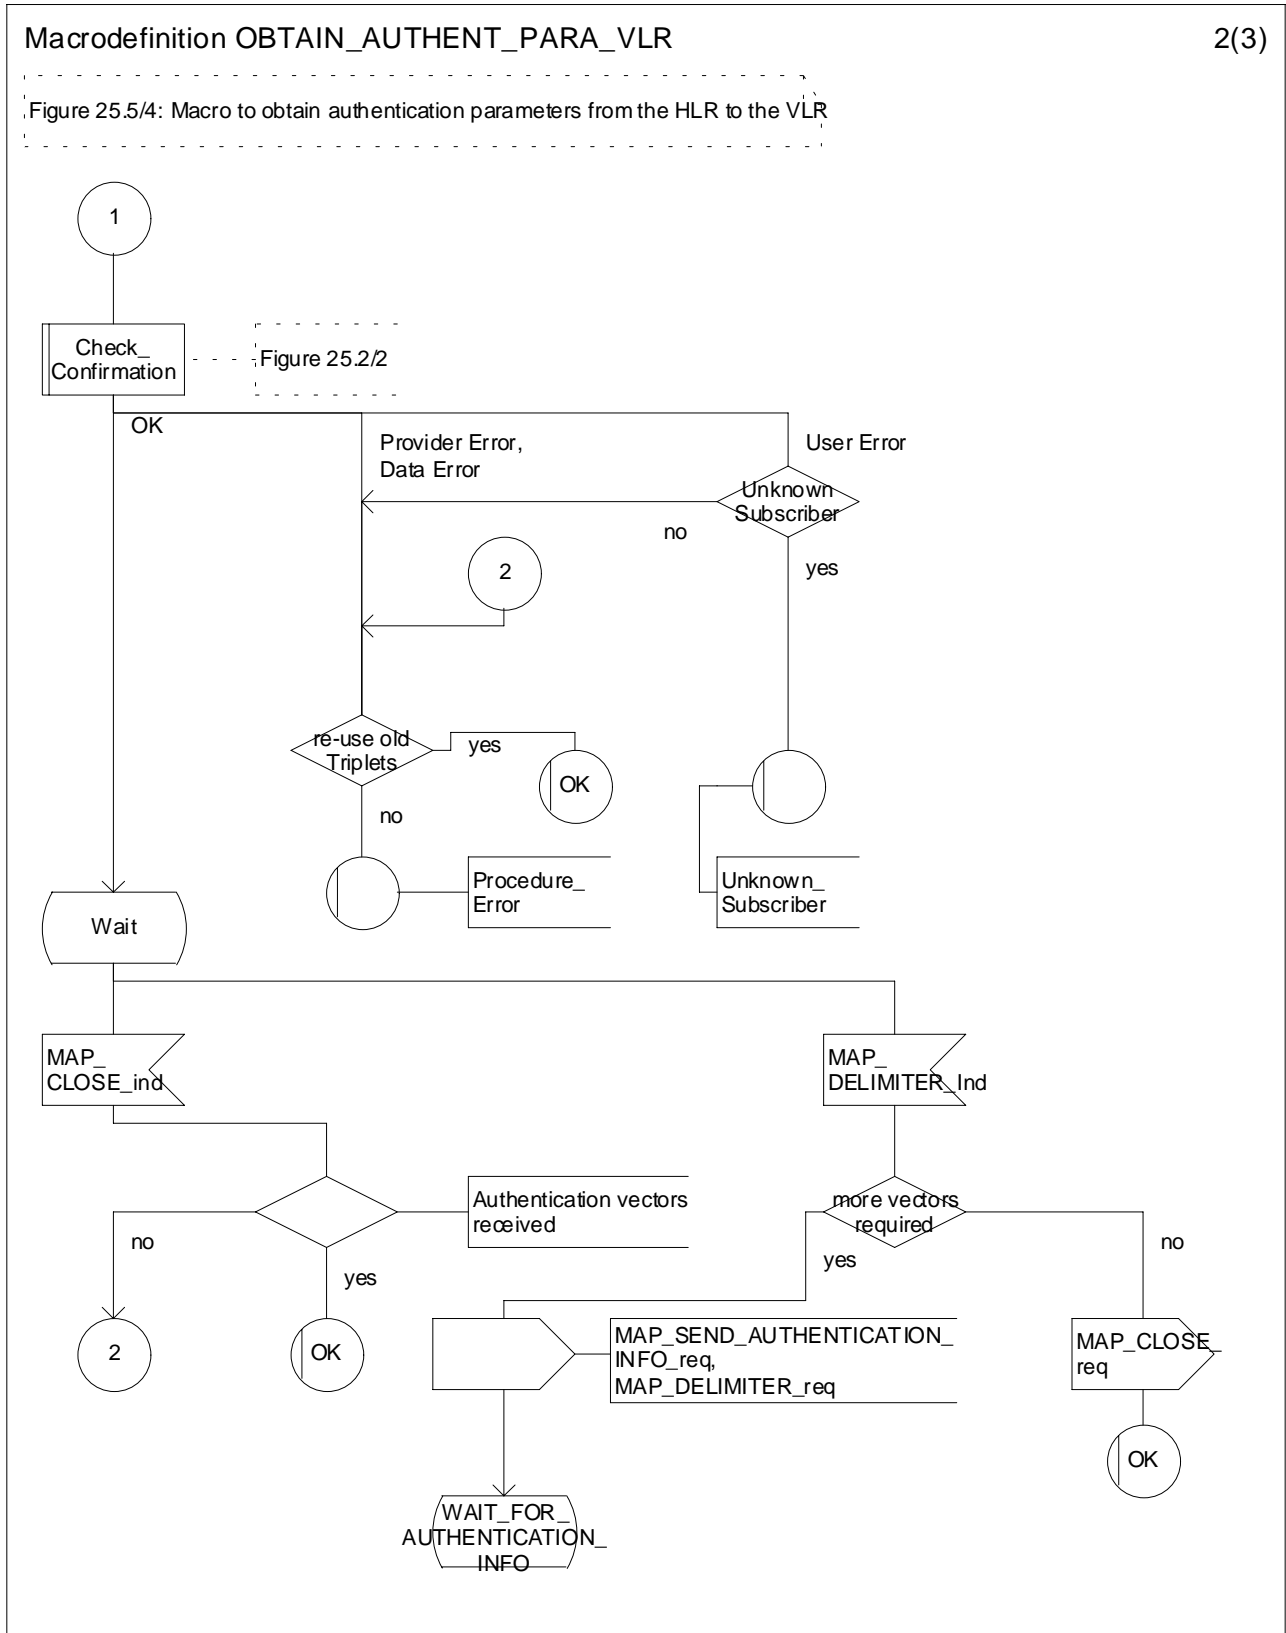 Macrodefinition OBTAIN_AUTHENT_PARA_VLR
2(3)
Figure 25.5/4: Macro to obtain authentication parameters from the HLR to the VLR
1
Check_
Confirmation
Figure 25.2/2
OK
Provider Error,
Data Error
User Error
Unknown
Subscriber
no
yes
2
re-use old
Triplets
yes
OK
no
Procedure_
Error
Unknown_
Subscriber
Wait
MAP_
CLOSE_ind
MAP_
DELIMITER_Ind
Authentication vectors
received
more vectors
required
no
yes
yes
no
2
OK
MAP_SEND_AUTHENTICATION_
INFO_req,
MAP_DELIMITER_req
MAP_CLOSE_
req
OK
WAIT_FOR_
AUTHENTICATION_
INFO